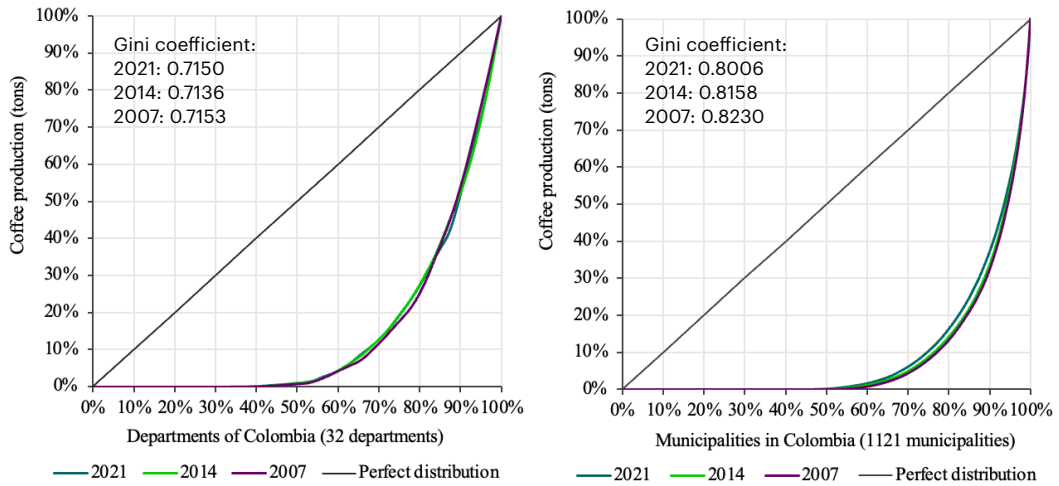 Gini coefficient:
2021: 0.7150
2014: 0.7136
2007: 0.7153
Coffee production (tons)
100%
90%
80%
70%
60%
50%
40%
30%
20%
10%
0%
0% 10% 20% 30% 40% 50% 60% 70% 80% 90% 100%
Departments of Colombia (32 departments)
2021 2014 2007 Perfect distribution
Gini coefficient:
2021: 0.8006
2014: 0.8158
2007: 0.8230
Coffee production (tons)
100%
90%
80%
70%
60%
50%
40%
30%
20%
10%
0%
0% 10% 20% 30% 40% 50% 60% 70% 80% 90% 100%
Municipalities in Colombia (1121 municipalities)
2021 2014 2007 Perfect distribution